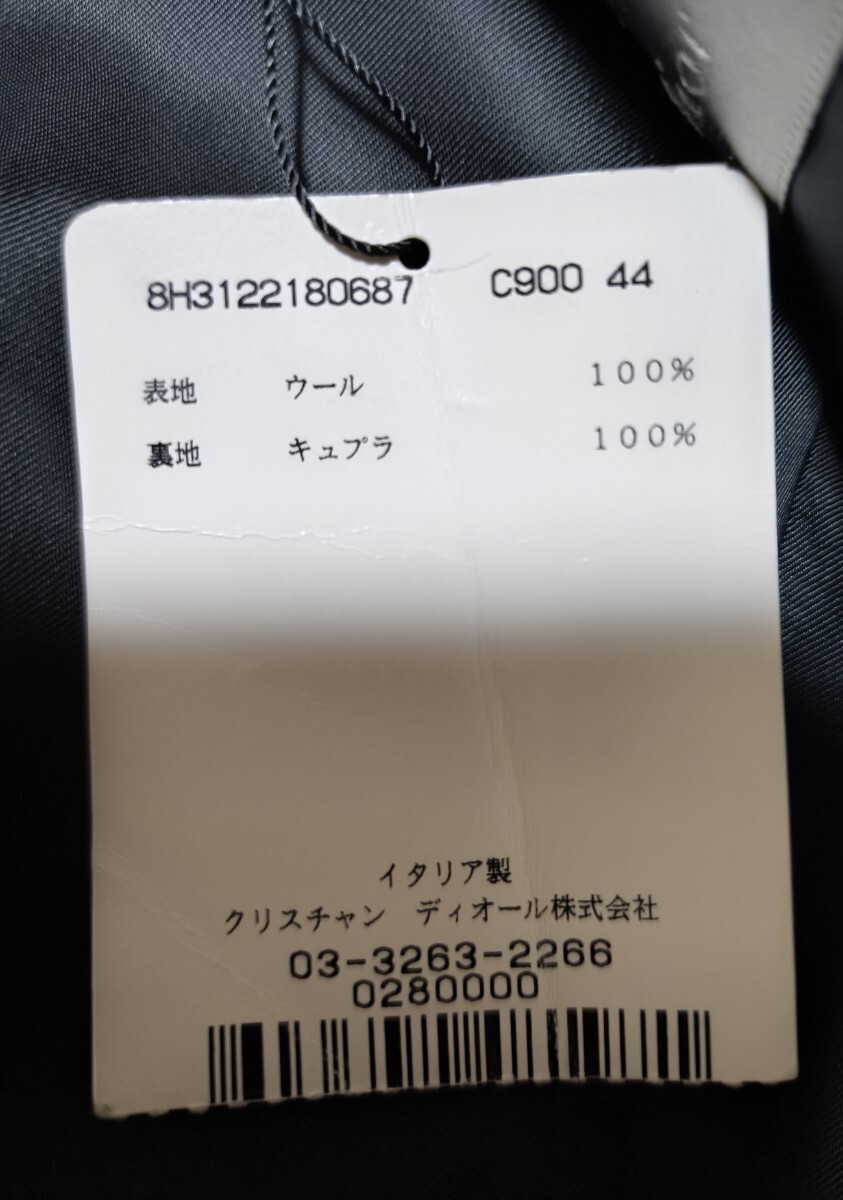 8H3122180687 C900 44
表地 ウール 100%
裏地 キュプラ 100%
イタリア製
クリスチャン ディオール株式会社
03-3263-2266
0280000